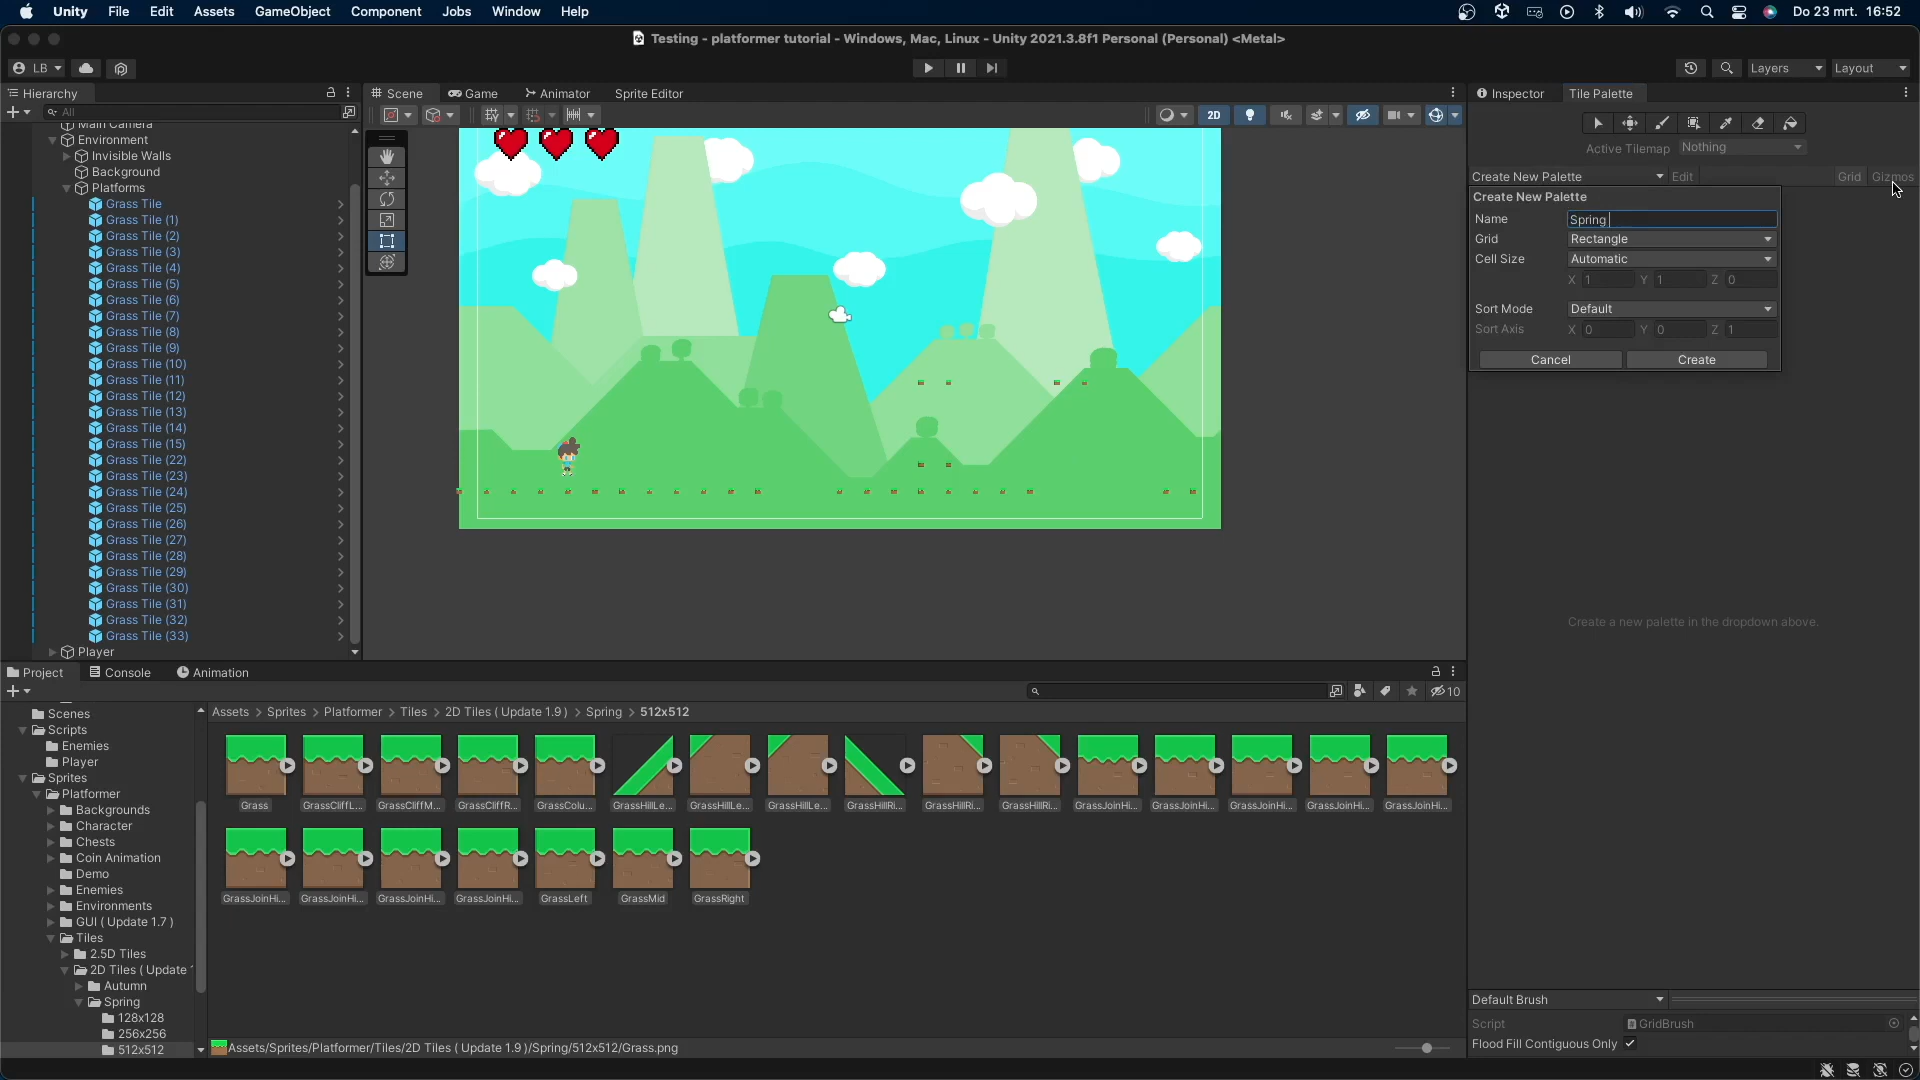 Unity File Edit Assets GameObject Component Jobs Window Help Do 23 mrt. 16:52
Testing - platformer tutorial - Windows, Mac, Linux - Unity 2021.3.8f1 Personal (Personal) <Metal>
LB Layers Layout
Hierarchy
All
Main Camera
Environment
Invisible Walls
Background
Platforms
Grass Tile
Grass Tile (1)
Grass Tile (2)
Grass Tile (3)
Grass Tile (4)
Grass Tile (5)
Grass Tile (6)
Grass Tile (7)
Grass Tile (8)
Grass Tile (9)
Grass Tile (10)
Grass Tile (11)
Grass Tile (12)
Grass Tile (13)
Grass Tile (14)
Grass Tile (15)
Grass Tile (22)
Grass Tile (23)
Grass Tile (24)
Grass Tile (25)
Grass Tile (26)
Grass Tile (27)
Grass Tile (28)
Grass Tile (29)
Grass Tile (30)
Grass Tile (31)
Grass Tile (32)
Grass Tile (33)
Player
Scene Game Animator Sprite Editor
2D
Inspector Tile Palette
Active Tilemap Nothing
Create New Palette Edit Grid Gizmos
Create New Palette
Name Spring
Grid Rectangle
Cell Size Automatic
X 1 Y 1 Z 0
Sort Mode Default
Sort Axis X 0 Y 0 Z 1
Cancel Create
Create a new palette in the dropdown above.
Default Brush
Script GridBrush
Flood Fill Contiguous Only
Project Console Animation
10
Scenes
Scripts
Enemies
Player
Sprites
Platformer
Backgrounds
Character
Chests
Coin Animation
Demo
Enemies
Environments
GUI ( Update 1.7 )
Tiles
2.5D Tiles
2D Tiles ( Update
Autumn
Spring
128x128
256x256
512x512
Assets > Sprites > Platformer > Tiles > 2D Tiles ( Update 1.9 ) > Spring > 512x512
Grass GrassCliffL... GrassCliffM... GrassCliffR... GrassColu... GrassHillLe... GrassHillLe... GrassHillLe... GrassHillRi... GrassHillRi... GrassHillRi... GrassJoinHi... GrassJoinHi... GrassJoinHi... GrassJoinHi... GrassJoinHi...
GrassJoinHi... GrassJoinHi... GrassJoinHi... GrassJoinHi... GrassLeft GrassMid GrassRight
Assets/Sprites/Platformer/Tiles/2D Tiles ( Update 1.9 )/Spring/512x512/Grass.png